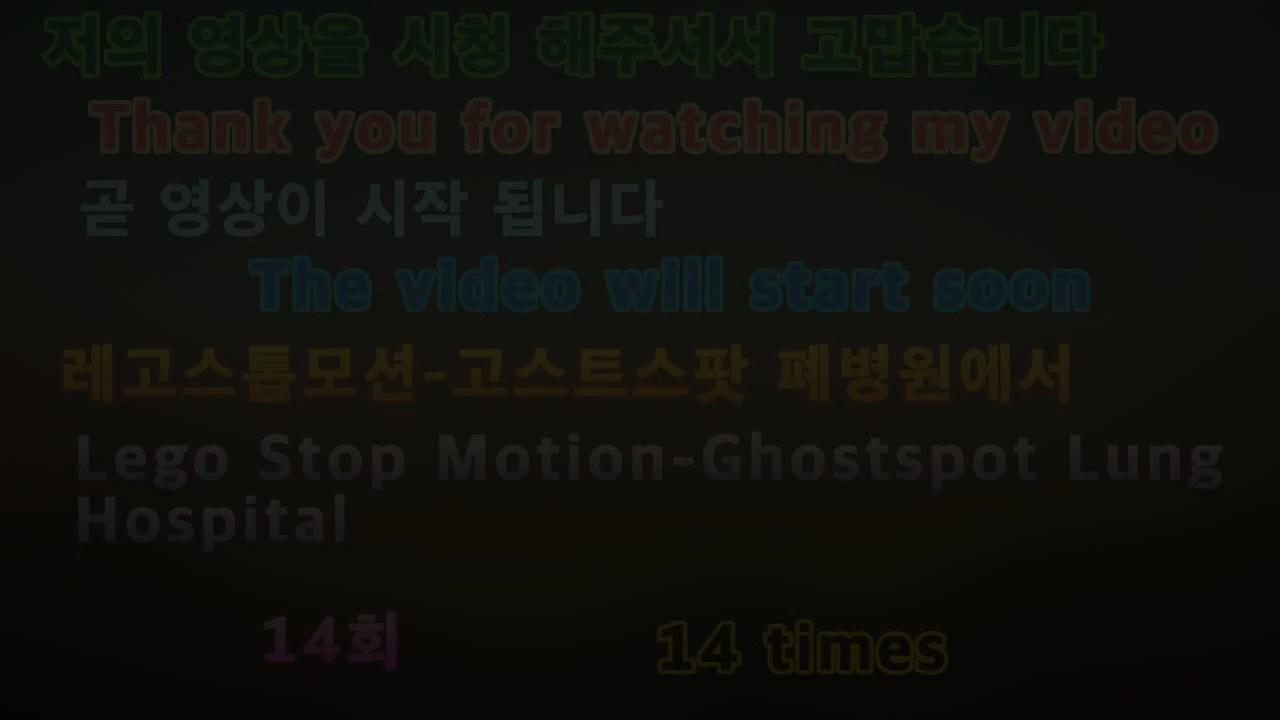 저의 영상을 시청 해주셔서 고맙습니다
Thank you for watching my video
곧 영상이 시작 됩니다
The video will start soon
레고스톱모션-고스트스팟 폐병원에서
Lego Stop Motion-Ghostspot Lung
Hospital
14회 14 times